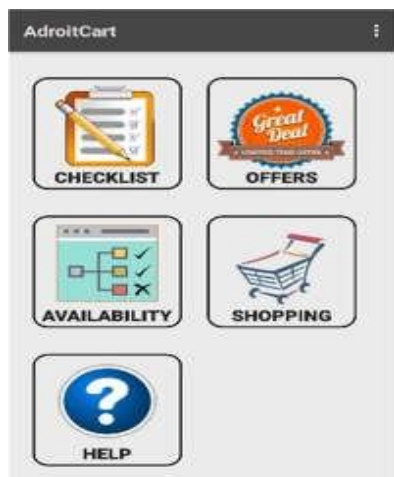 AdroitCart
CHECKLIST
Great
Deal
OFFERS
AVAILABILITY
SHOPPING
?
HELP